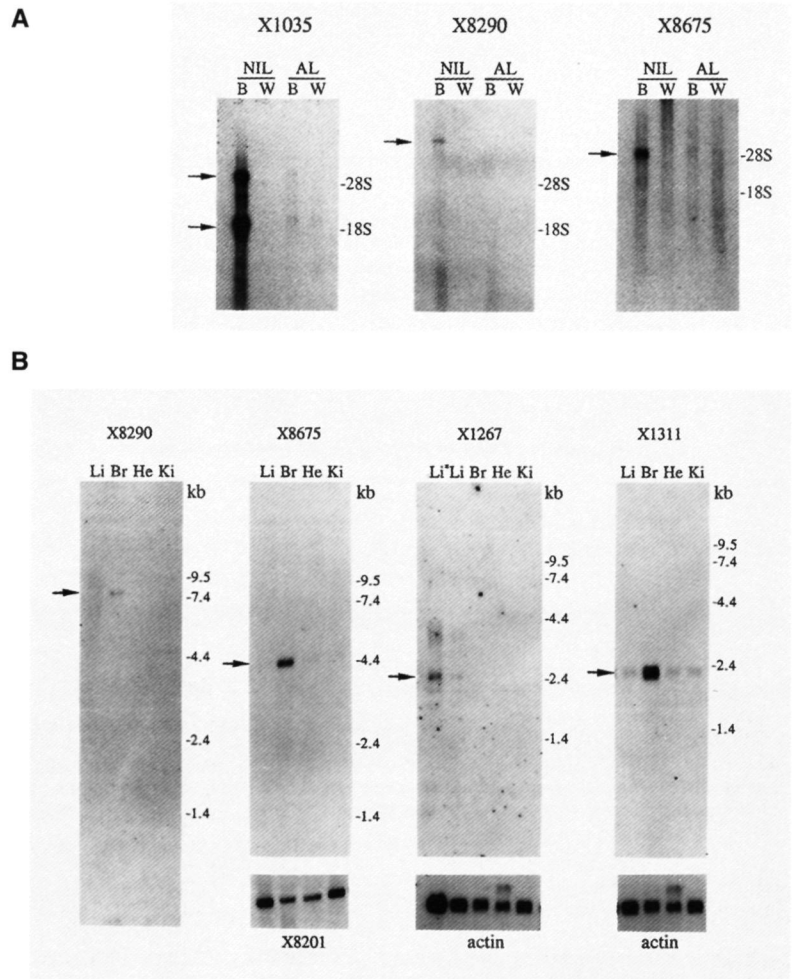 A
X1035 X8290 X8675
NIL AL NIL AL NIL AL
B W B W B W B W B W B W
-28S
-18S
-28S
-18S
-28S
-18S
B
X8290 X8675 X1267 X1311
Li Br He Ki Li Br He Ki Li*Li Br He Ki Li Br He Ki
kb kb kb kb
-9.5
-7.4
-4.4
-2.4
-1.4
-9.5
-7.4
-4.4
-2.4
-1.4
-9.5
-7.4
-4.4
-2.4
-1.4
-9.5
-7.4
-4.4
-2.4
-1.4
X8201 actin actin